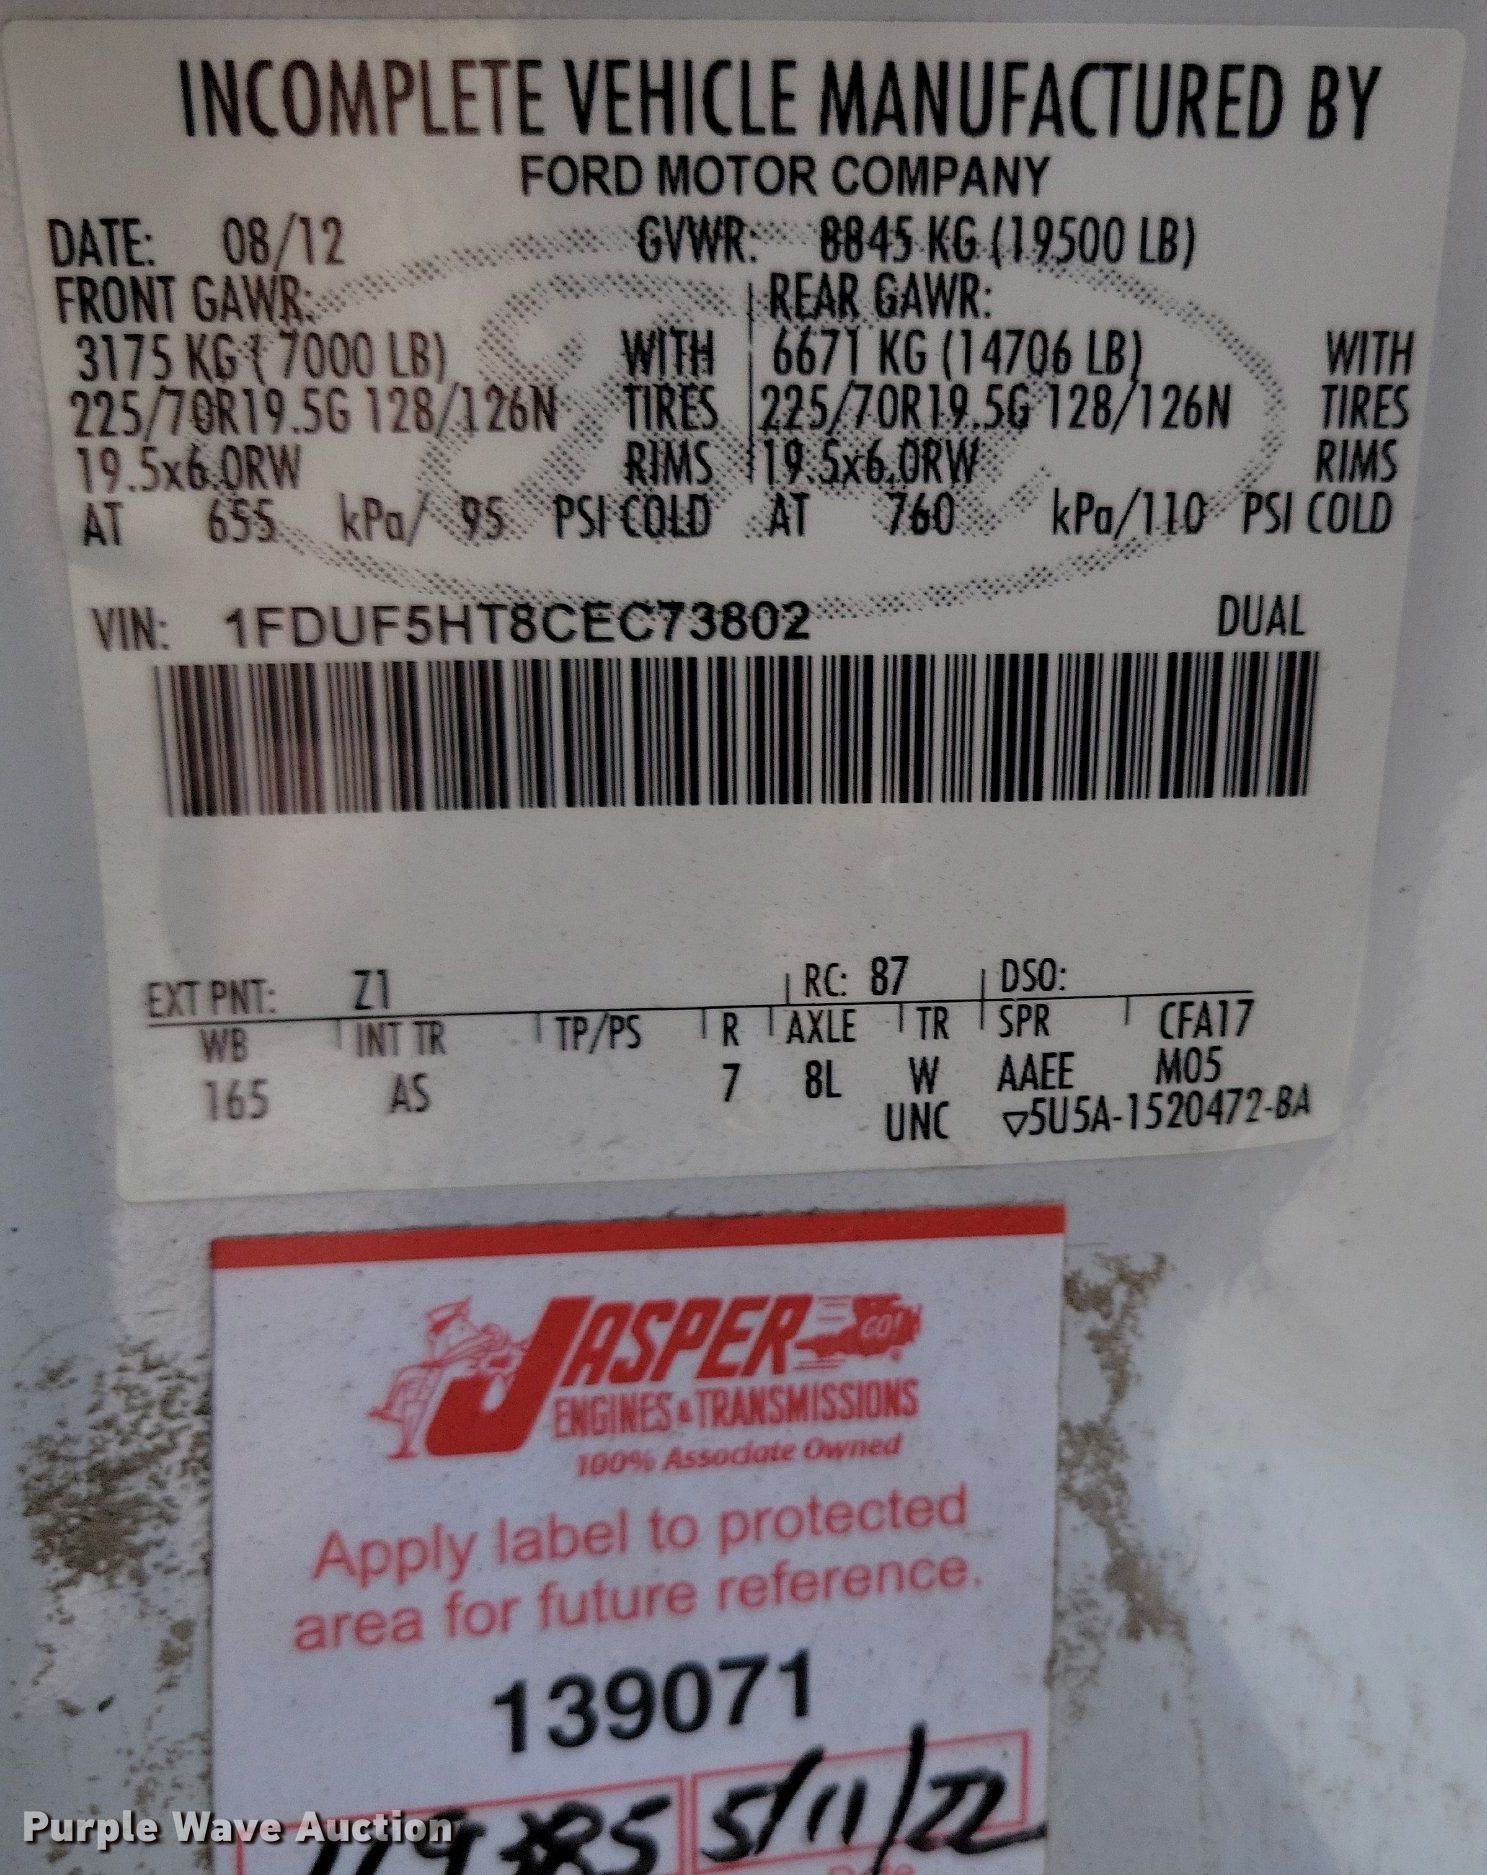 INCOMPLETE VEHICLE MANUFACTURED BY
FORD MOTOR COMPANY
DATE: 08/12 GVWR: 8845 KG (19500 LB)
FRONT GAWR: REAR GAWR:
3175 KG ( 7000 LB) WITH 6671 KG (14706 LB) WITH
225/70R19.5G 128/126N TIRES 225/70R19.5G 128/126N TIRES
19.5x6.0RW RIMS 19.5x6.0RW RIMS
AT 655 kPa/ 95 PSI COLD AT 760 kPa/110 PSI COLD
VIN: 1FDUF5HT8CEC73802 DUAL
EXT PNT: Z1 RC: 87 DSO:
WB INT TR TP/PS R AXLE TR SPR CFA17
165 AS 7 8L W AAEE M05
UNC ▽5U5A-1520472-BA
JASPER GO!
ENGINES & TRANSMISSIONS
100% Associate Owned
Apply label to protected
area for future reference.
139071
5/11/22
Date
Purple Wave Auction